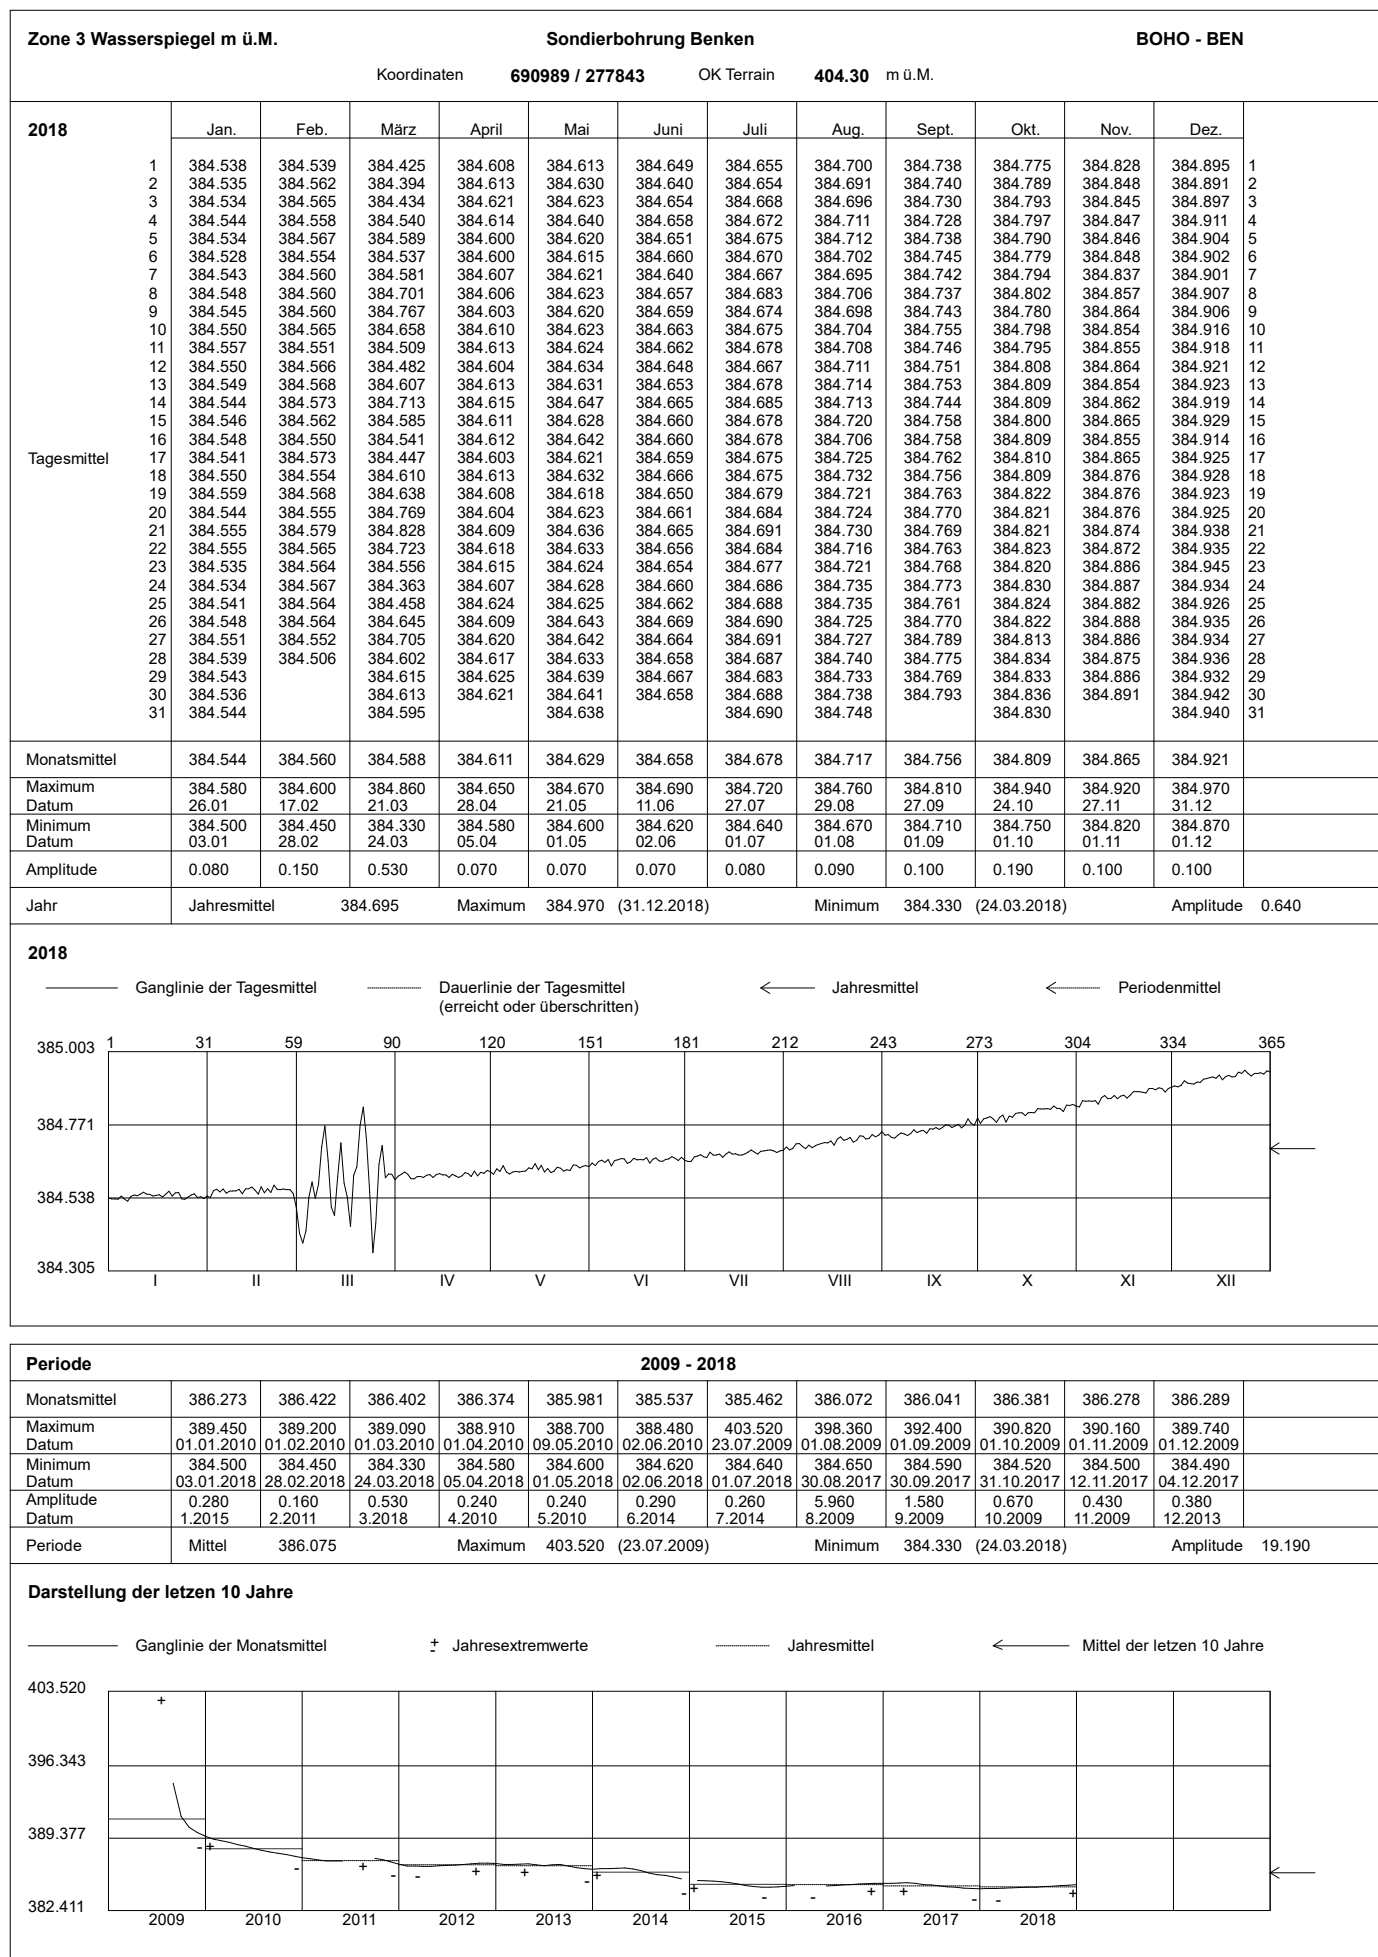 Zone 3 Wasserspiegel m ü.M. Sondierbohrung Benken BOHO - BEN
Koordinaten 690989 / 277843 OK Terrain 404.30 m ü.M.
2018 Jan. Feb. März April Mai Juni Juli Aug. Sept. Okt. Nov. Dez.
1 384.538 384.539 384.425 384.608 384.613 384.649 384.655 384.700 384.738 384.775 384.828 384.895 1
2 384.535 384.562 384.394 384.613 384.630 384.640 384.654 384.691 384.740 384.789 384.848 384.891 2
3 384.534 384.565 384.434 384.621 384.623 384.654 384.668 384.696 384.730 384.793 384.845 384.897 3
4 384.544 384.558 384.540 384.614 384.640 384.658 384.672 384.711 384.728 384.797 384.847 384.911 4
5 384.534 384.567 384.589 384.600 384.620 384.651 384.675 384.712 384.738 384.790 384.846 384.904 5
6 384.528 384.554 384.537 384.600 384.615 384.660 384.670 384.702 384.745 384.779 384.848 384.902 6
7 384.543 384.560 384.581 384.607 384.621 384.640 384.667 384.695 384.742 384.794 384.837 384.901 7
8 384.548 384.560 384.701 384.606 384.623 384.657 384.683 384.706 384.737 384.802 384.857 384.907 8
9 384.545 384.560 384.767 384.603 384.620 384.659 384.674 384.698 384.743 384.780 384.864 384.906 9
10 384.550 384.565 384.658 384.610 384.623 384.663 384.675 384.704 384.755 384.798 384.854 384.916 10
11 384.557 384.551 384.509 384.613 384.624 384.662 384.678 384.708 384.746 384.795 384.855 384.918 11
12 384.550 384.566 384.482 384.604 384.634 384.648 384.667 384.711 384.751 384.808 384.864 384.921 12
13 384.549 384.568 384.607 384.613 384.631 384.653 384.678 384.714 384.753 384.809 384.854 384.923 13
14 384.544 384.573 384.713 384.615 384.647 384.665 384.685 384.713 384.744 384.809 384.862 384.919 14
15 384.546 384.562 384.585 384.611 384.628 384.660 384.678 384.720 384.758 384.800 384.865 384.929 15
16 384.548 384.550 384.541 384.612 384.642 384.660 384.678 384.706 384.758 384.809 384.855 384.914 16
Tagesmittel 17 384.541 384.573 384.447 384.603 384.621 384.659 384.675 384.725 384.762 384.810 384.865 384.925 17
18 384.550 384.554 384.610 384.613 384.632 384.666 384.675 384.732 384.756 384.809 384.876 384.928 18
19 384.559 384.568 384.638 384.608 384.618 384.650 384.679 384.721 384.763 384.822 384.876 384.923 19
20 384.544 384.555 384.769 384.604 384.623 384.661 384.684 384.724 384.770 384.821 384.876 384.925 20
21 384.555 384.579 384.828 384.609 384.636 384.665 384.691 384.730 384.769 384.821 384.874 384.938 21
22 384.555 384.565 384.723 384.618 384.633 384.656 384.684 384.716 384.763 384.823 384.872 384.935 22
23 384.535 384.564 384.556 384.615 384.624 384.654 384.677 384.721 384.768 384.820 384.886 384.945 23
24 384.534 384.567 384.363 384.607 384.628 384.660 384.686 384.735 384.773 384.830 384.887 384.934 24
25 384.541 384.564 384.458 384.624 384.625 384.662 384.688 384.735 384.761 384.824 384.882 384.926 25
26 384.548 384.564 384.645 384.609 384.643 384.669 384.690 384.725 384.770 384.822 384.888 384.935 26
27 384.551 384.552 384.705 384.620 384.642 384.664 384.691 384.727 384.789 384.813 384.886 384.934 27
28 384.539 384.506 384.602 384.617 384.633 384.658 384.687 384.740 384.775 384.834 384.875 384.936 28
29 384.543 384.615 384.625 384.639 384.667 384.683 384.733 384.769 384.833 384.886 384.932 29
30 384.536 384.613 384.621 384.641 384.658 384.688 384.738 384.793 384.836 384.891 384.942 30
31 384.544 384.595 384.638 384.690 384.748 384.830 384.940 31
Monatsmittel 384.544 384.560 384.588 384.611 384.629 384.658 384.678 384.717 384.756 384.809 384.865 384.921
Maximum 384.580 384.600 384.860 384.650 384.670 384.690 384.720 384.760 384.810 384.940 384.920 384.970
Datum 26.01 17.02 21.03 28.04 21.05 11.06 27.07 29.08 27.09 24.10 27.11 31.12
Minimum 384.500 384.450 384.330 384.580 384.600 384.620 384.640 384.670 384.710 384.750 384.820 384.870
Datum 03.01 28.02 24.03 05.04 01.05 02.06 01.07 01.08 01.09 01.10 01.11 01.12
Amplitude 0.080 0.150 0.530 0.070 0.070 0.070 0.080 0.090 0.100 0.190 0.100 0.100
Jahr Jahresmittel 384.695 Maximum 384.970 (31.12.2018) Minimum 384.330 (24.03.2018) Amplitude 0.640
2018
Ganglinie der Tagesmittel Dauerlinie der Tagesmittel Jahresmittel Periodenmittel
(erreicht oder überschritten)
385.003 1 31 59 90 120 151 181 212 243 273 304 334 365
384.771
384.538
384.305
I II III IV V VI VII VIII IX X XI XII
Periode 2009 - 2018
Monatsmittel 386.273 386.422 386.402 386.374 385.981 385.537 385.462 386.072 386.041 386.381 386.278 386.289
Maximum 389.450 389.200 389.090 388.910 388.700 388.480 403.520 398.360 392.400 390.820 390.160 389.740
Datum 01.01.2010 01.02.2010 01.03.2010 01.04.2010 09.05.2010 02.06.2010 23.07.2009 01.08.2009 01.09.2009 01.10.2009 01.11.2009 01.12.2009
Minimum 384.500 384.450 384.330 384.580 384.600 384.620 384.640 384.650 384.590 384.520 384.500 384.490
Datum 03.01.2018 28.02.2018 24.03.2018 05.04.2018 01.05.2018 02.06.2018 01.07.2018 30.08.2017 30.09.2017 31.10.2017 12.11.2017 04.12.2017
Amplitude 0.280 0.160 0.530 0.240 0.240 0.290 0.260 5.960 1.580 0.670 0.430 0.380
Datum 1.2015 2.2011 3.2018 4.2010 5.2010 6.2014 7.2014 8.2009 9.2009 10.2009 11.2009 12.2013
Periode Mittel 386.075 Maximum 403.520 (23.07.2009) Minimum 384.330 (24.03.2018) Amplitude 19.190
Darstellung der letzen 10 Jahre
Ganglinie der Monatsmittel + - Jahresextremwerte Jahresmittel Mittel der letzen 10 Jahre
403.520
396.343
389.377
382.411
2009 2010 2011 2012 2013 2014 2015 2016 2017 2018